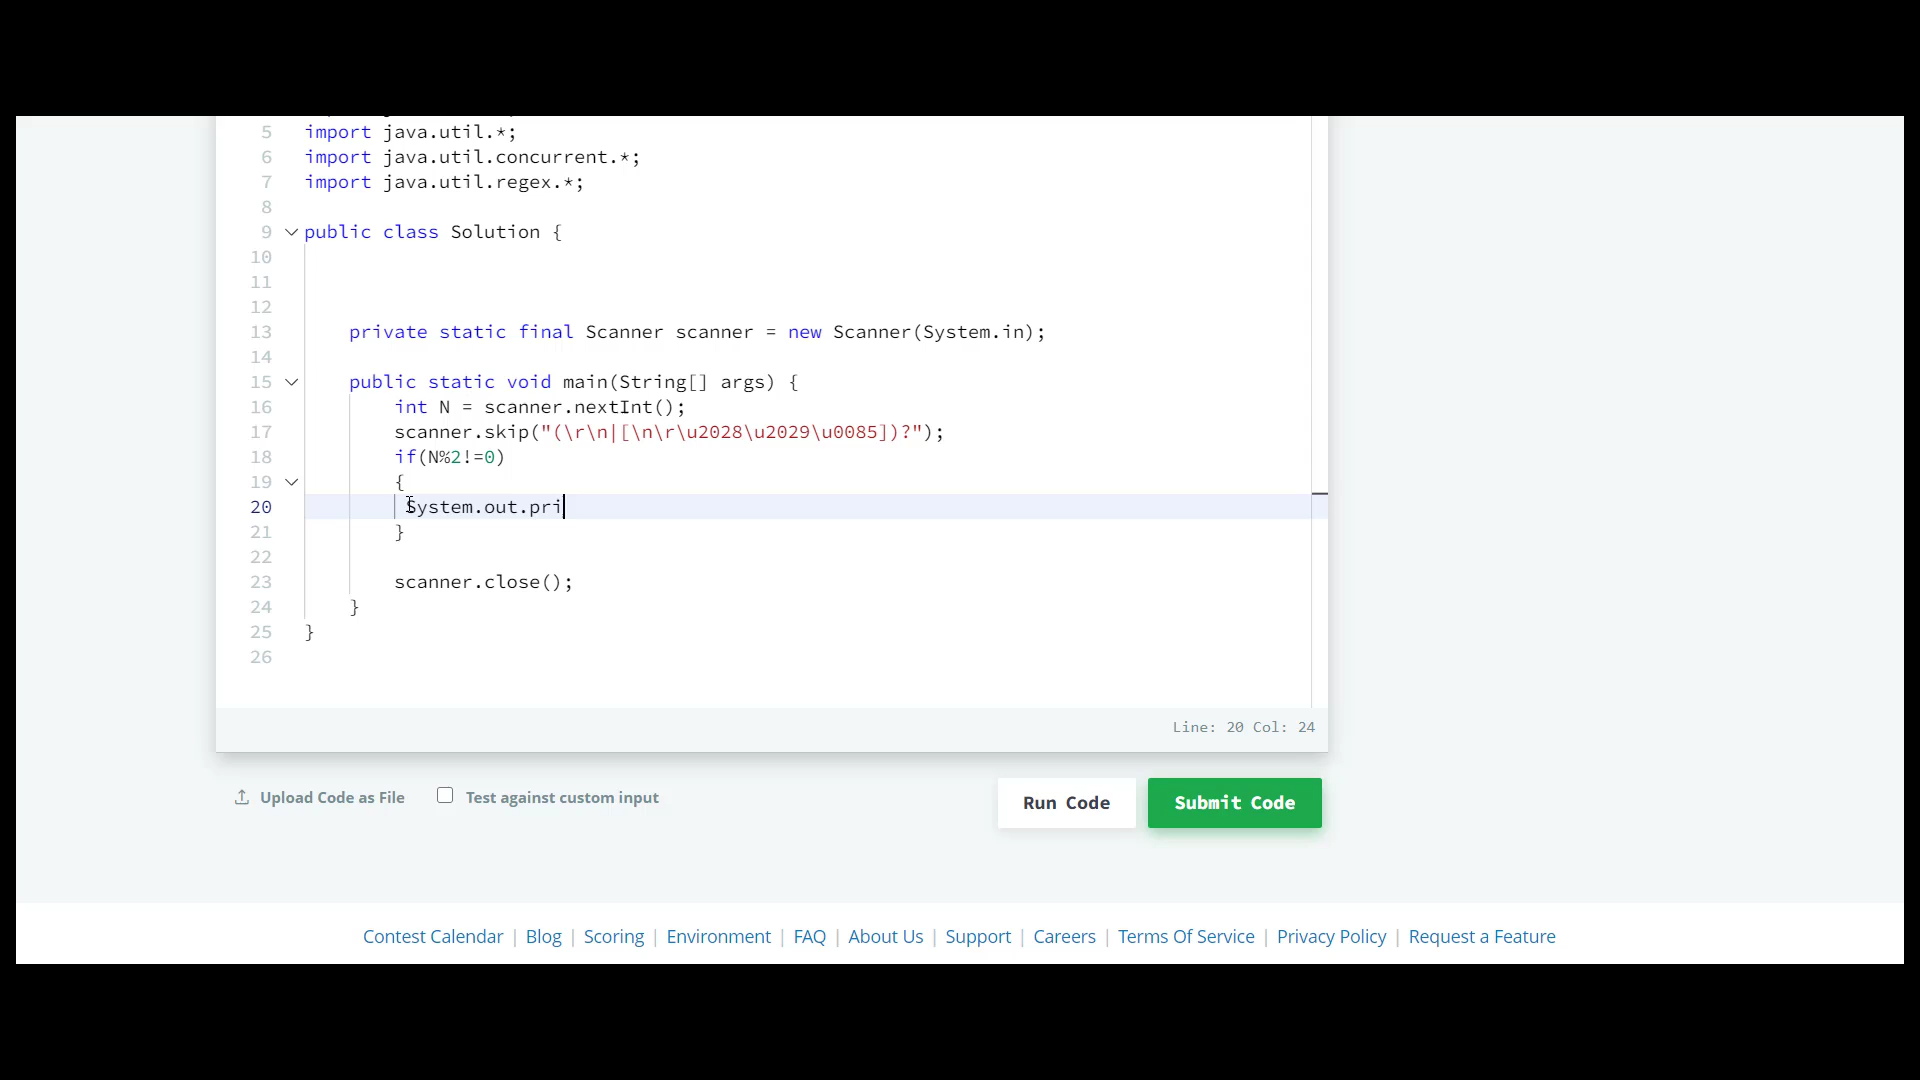 5 import java.util.*;
6 import java.util.concurrent.*;
7 import java.util.regex.*;
8
9 public class Solution {
10
11
12
13 private static final Scanner scanner = new Scanner(System.in);
14
15 public static void main(String[] args) {
16 int N = scanner.nextInt();
17 scanner.skip("(\r\n|[\n\r\u2028\u2029\u0085])?");
18 if(N%2!=0)
19 {
20 System.out.pri
21 }
22
23 scanner.close();
24 }
25 }
26
Line: 20 Col: 24
Upload Code as File Test against custom input Run Code Submit Code
Contest Calendar | Blog | Scoring | Environment | FAQ | About Us | Support | Careers | Terms Of Service | Privacy Policy | Request a Feature